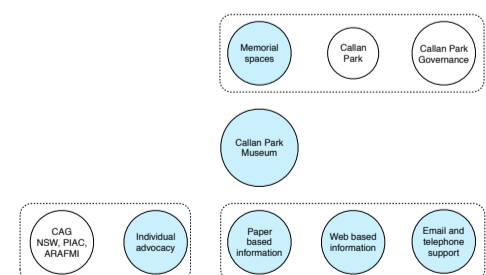 Memorial
spaces
Callan
Park
Callan Park
Governance
Callan Park
Museum
CAG
NSW, PIAC,
ARAFMI
Individual
advocacy
Paper
based
information
Web based
information
Email and
telephone
support